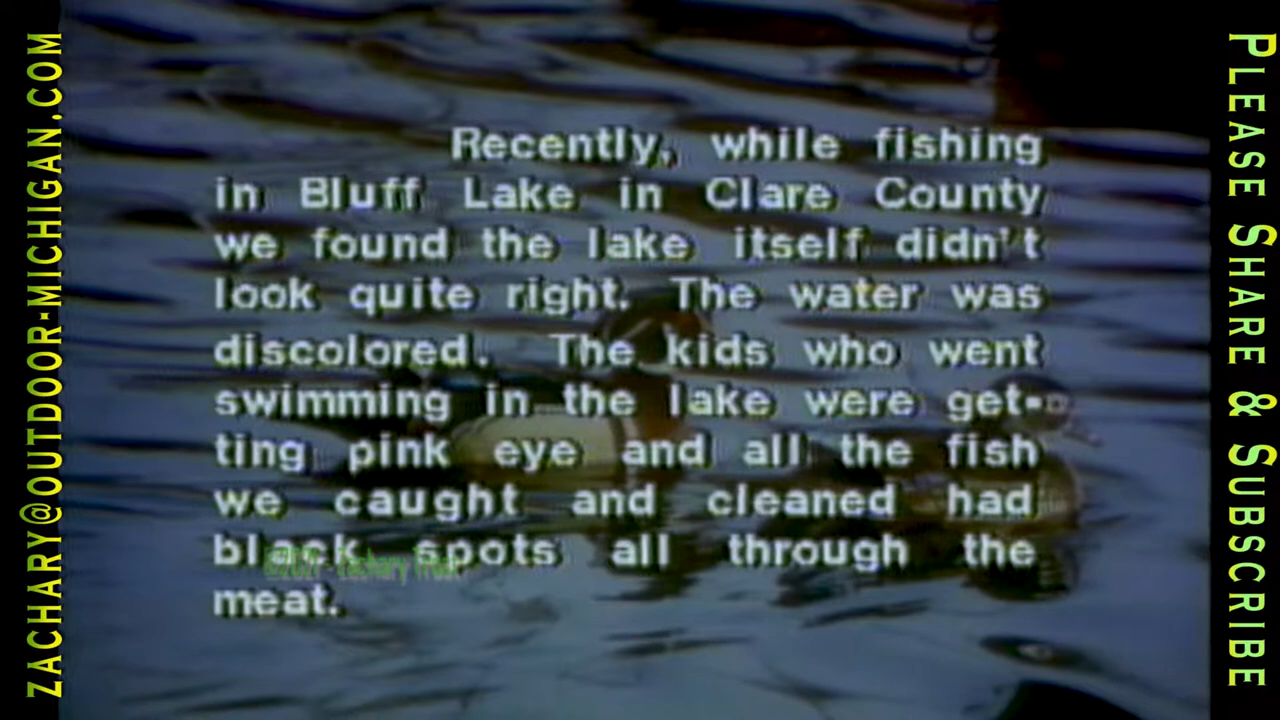 ZACHARY@OUTDOOR-MICHIGAN.COM
Recently, while fishing
in Bluff Lake in Clare County
we found the lake itself didn't
look quite right. The water was
discolored. The kids who went
swimming in the lake were get-
ting pink eye and all the fish
we caught and cleaned had
black spots all through the
meat.
PLEASE SHARE & SUBSCRIBE